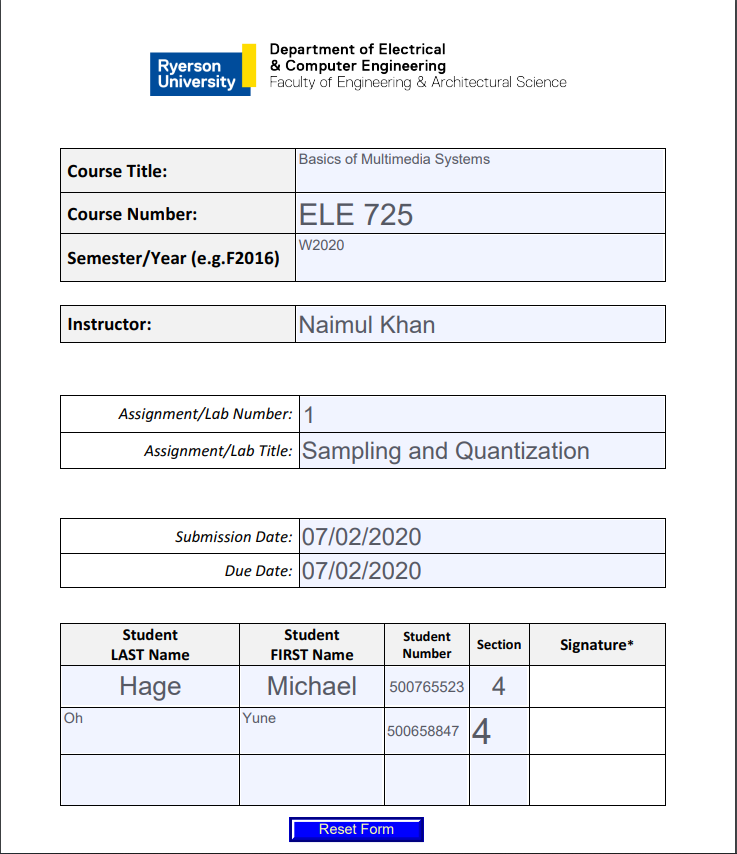 Ryerson
University
Department of Electrical
& Computer Engineering
Faculty of Engineering & Architectural Science
Course Title: Basics of Multimedia Systems
Course Number: ELE 725
Semester/Year (e.g.F2016) W2020
Instructor: Naimul Khan
Assignment/Lab Number: 1
Assignment/Lab Title: Sampling and Quantization
Submission Date: 07/02/2020
Due Date: 07/02/2020
Student LAST Name Student FIRST Name Student Number Section Signature*
Hage Michael 500765523 4
Oh Yune 500658847 4
Reset Form